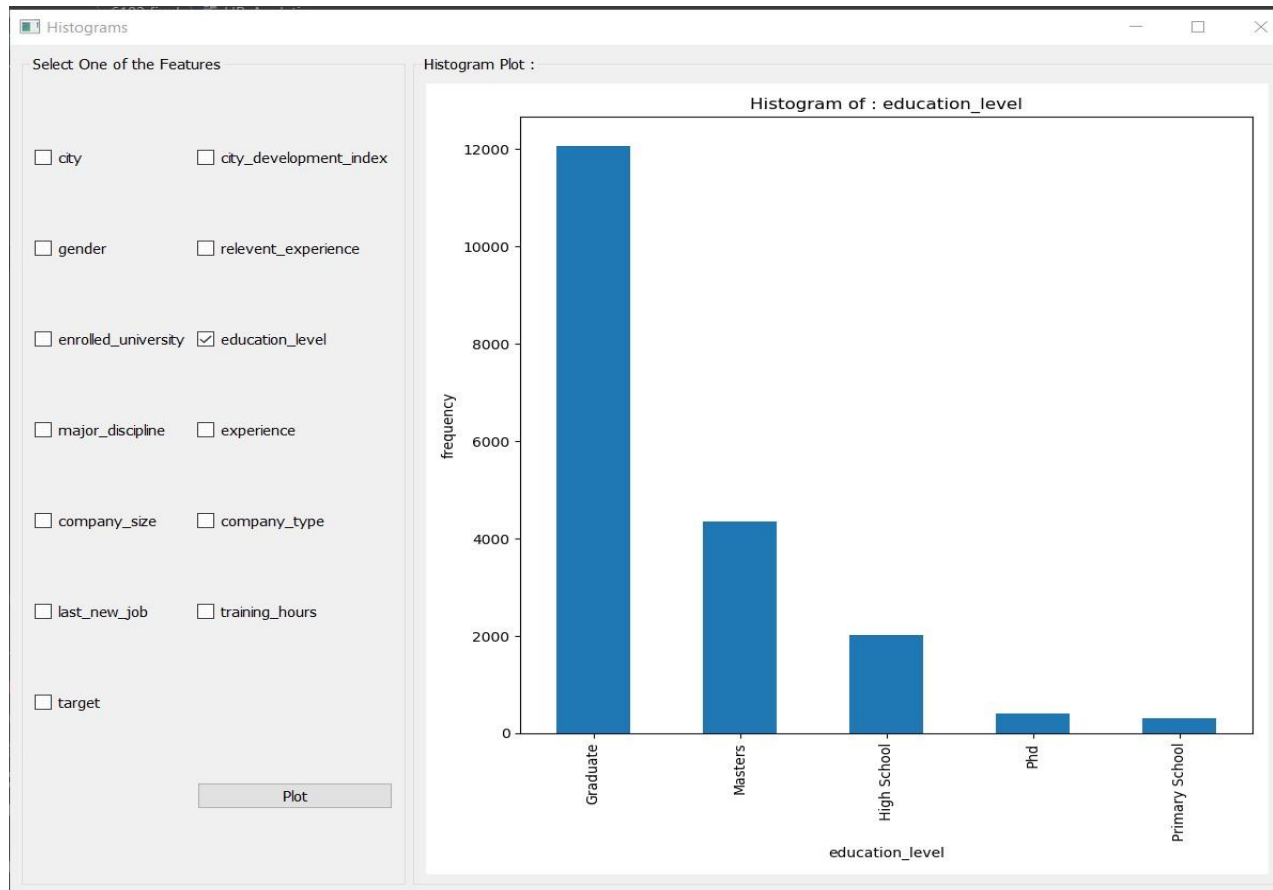 Histograms
Select One of the Features
city
city_development_index
gender
relevent_experience
enrolled_university
education_level
major_discipline
experience
company_size
company_type
last_new_job
training_hours
target
Plot
Histogram Plot :
Histogram of : education_level
12000
10000
8000
6000
4000
2000
0
frequency
Graduate
Masters
High School
Phd
Primary School
education_level